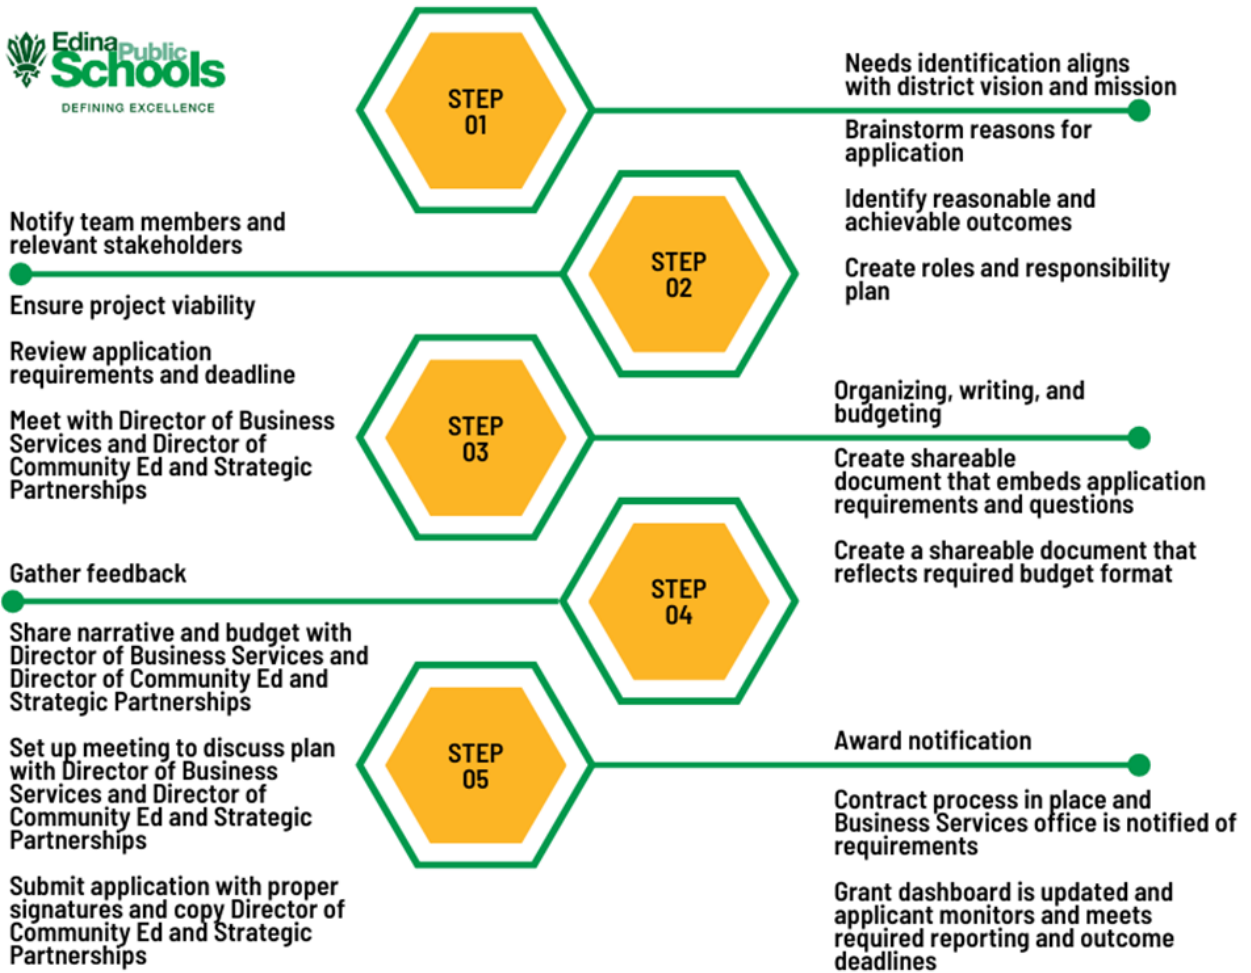 Edina Public
Schools
DEFINING EXCELLENCE
STEP
01
Needs identification aligns
with district vision and mission
Brainstorm reasons for
application
Identify reasonable and
achievable outcomes
Create roles and responsibility
plan
STEP
02
Notify team members and
relevant stakeholders
Ensure project viability
Review application
requirements and deadline
Meet with Director of Business
Services and Director of
Community Ed and Strategic
Partnerships
STEP
03
Organizing, writing, and
budgeting
Create shareable
document that embeds application
requirements and questions
Create a shareable document that
reflects required budget format
STEP
04
Gather feedback
Share narrative and budget with
Director of Business Services and
Director of Community Ed and
Strategic Partnerships
Set up meeting to discuss plan
with Director of Business
Services and Director of
Community Ed and Strategic
Partnerships
Submit application with proper
signatures and copy Director of
Community Ed and Strategic
Partnerships
STEP
05
Award notification
Contract process in place and
Business Services office is notified of
requirements
Grant dashboard is updated and
applicant monitors and meets
required reporting and outcome
deadlines